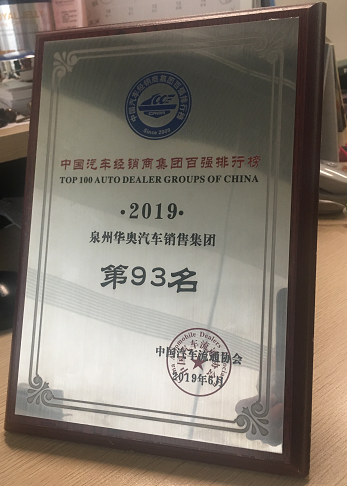 中国汽车经销商集团百强排行榜
TOP 100 AUTO DEALER GROUPS OF CHINA
·2019·
泉州华奥汽车销售集团
第93名
中国汽车流通协会
2019年6月